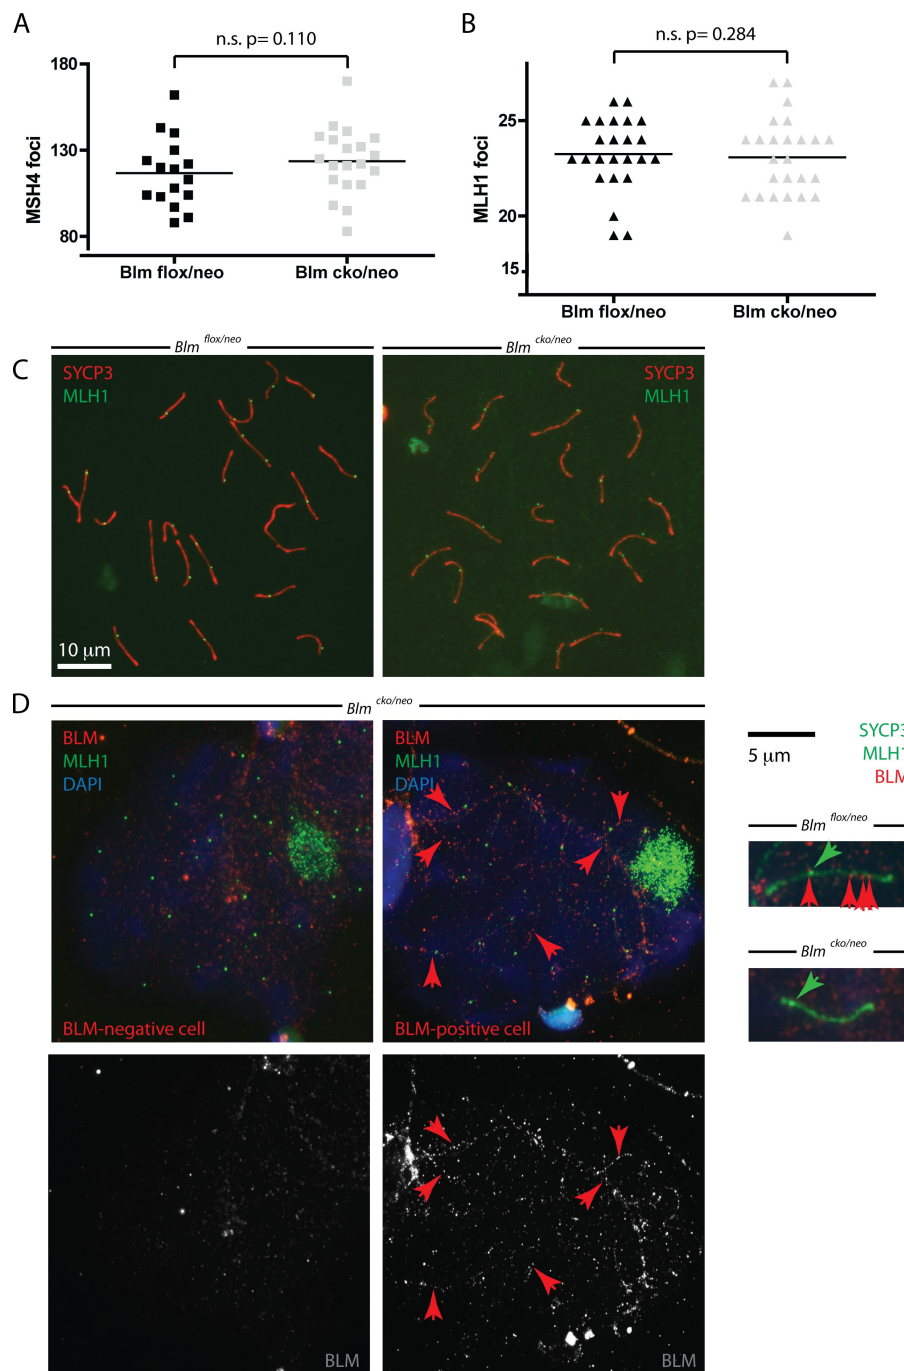 A
n.s. p= 0.110
180
130
80
MSH4 foci
Blm flox/neo
Blm cko/neo
B
n.s. p= 0.284
25
20
15
MLH1 foci
Blm flox/neo
Blm cko/neo
C
Blm flox/neo
Blm cko/neo
SYCP3
MLH1
SYCP3
MLH1
10 μm
D
Blm cko/neo
BLM
MLH1
DAPI
BLM-negative cell
BLM
MLH1
DAPI
BLM-positive cell
5 μm
SYCP3
MLH1
BLM
Blm flox/neo
Blm cko/neo
BLM
BLM